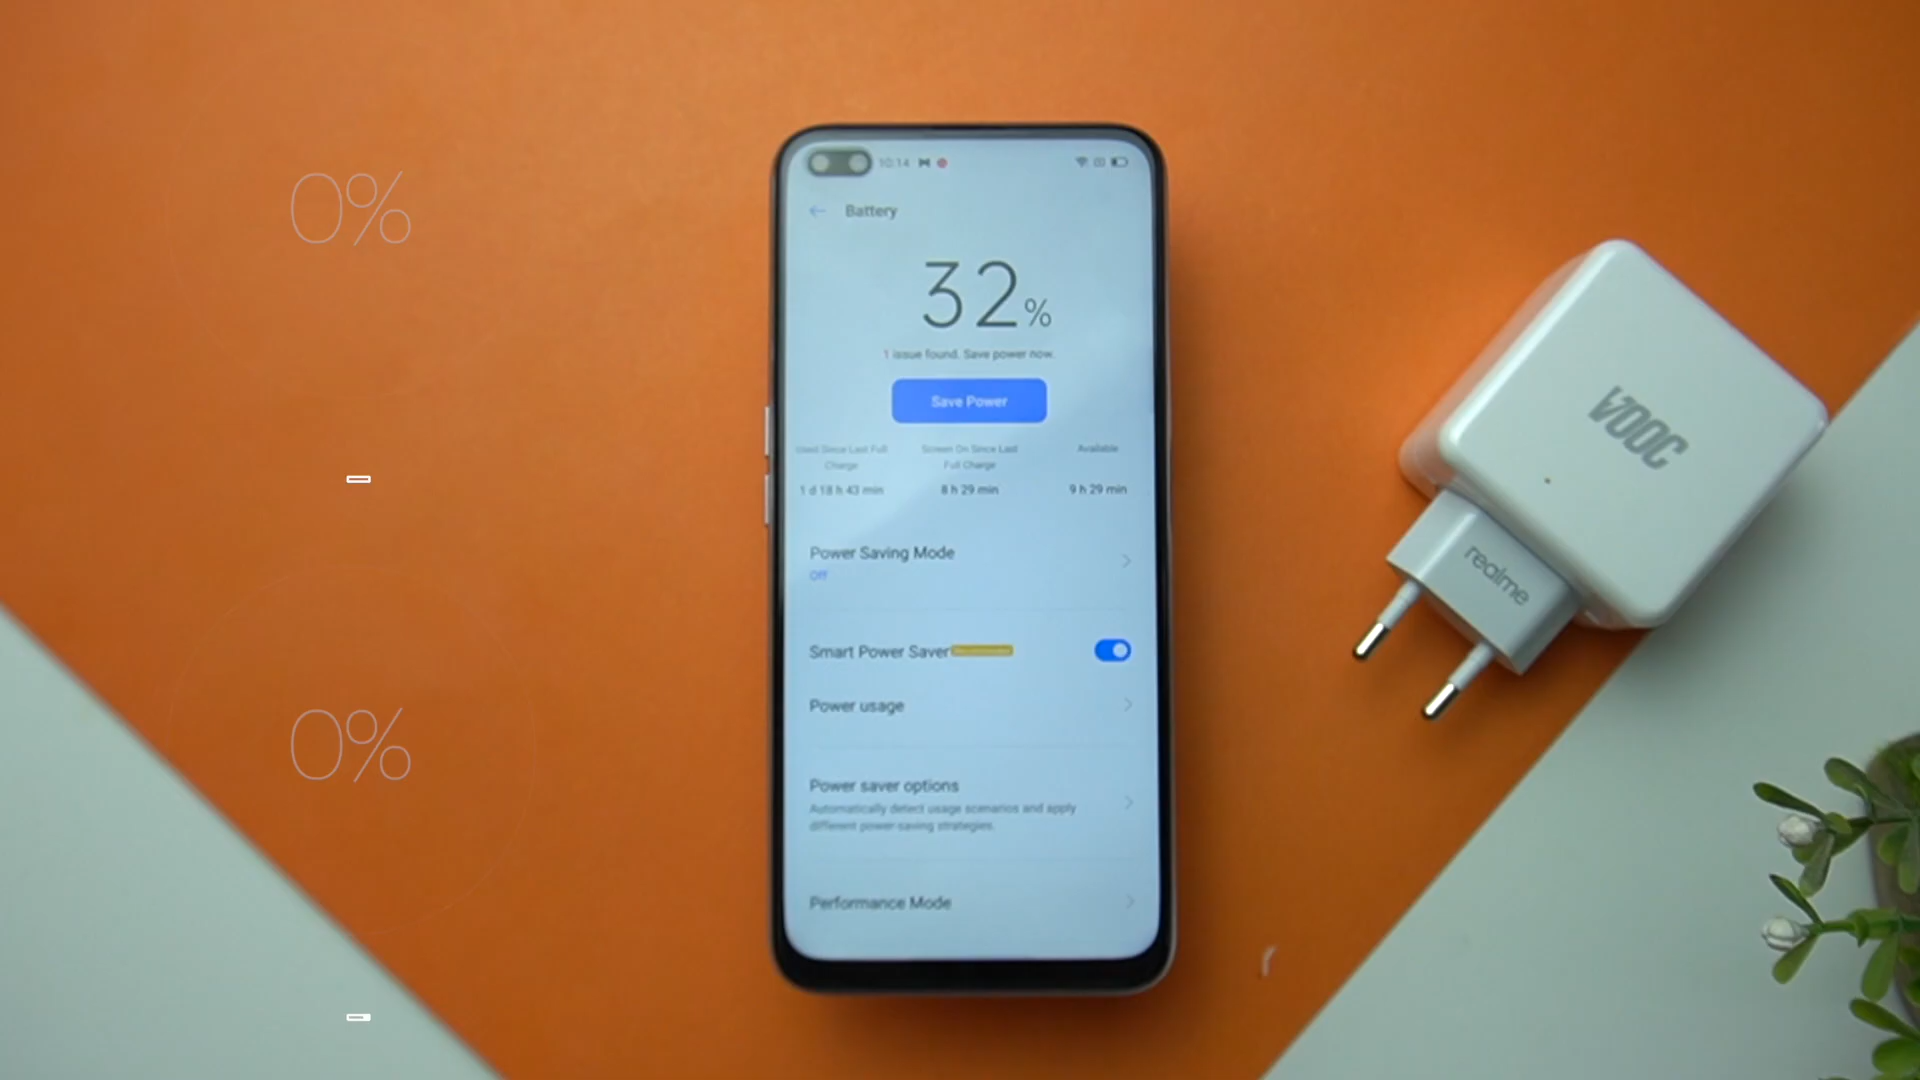 0%
0%
10:14
Battery
32%
1 issue found. Save power now.
Save Power
Used Since Last Full
Charge
1 d 18 h 43 min
Screen On Since Last
Full Charge
8 h 29 min
Available
9 h 29 min
Power Saving Mode
Off
Smart Power Saver
Power usage
Power saver options
Automatically detect usage scenarios and apply
different power-saving strategies.
Performance Mode
VOOC
realme